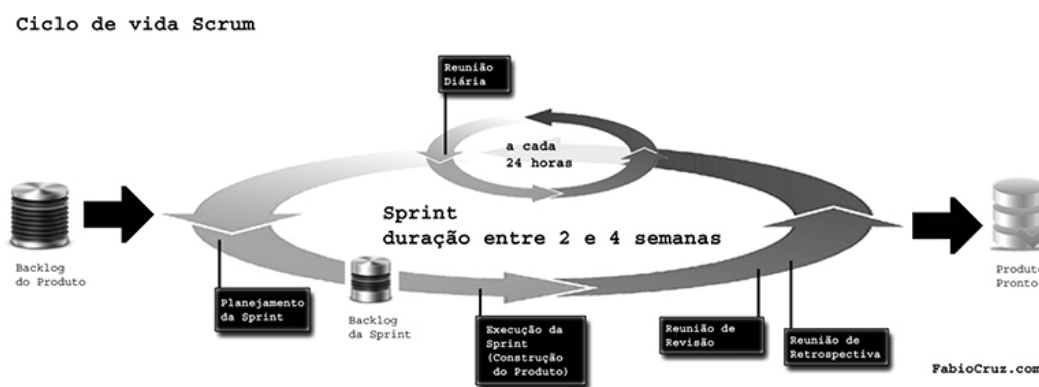 Ciclo de vida Scrum
Reunião
Diária
a cada
24 horas
Sprint
duração entre 2 e 4 semanas
Backlog
do Produto
Planejamento
da Sprint
Backlog
da Sprint
Execução da
Sprint
(Construção
do Produto)
Reunião de
Revisão
Reunião de
Retrospectiva
Produto
Pronto
FabioCruz.com